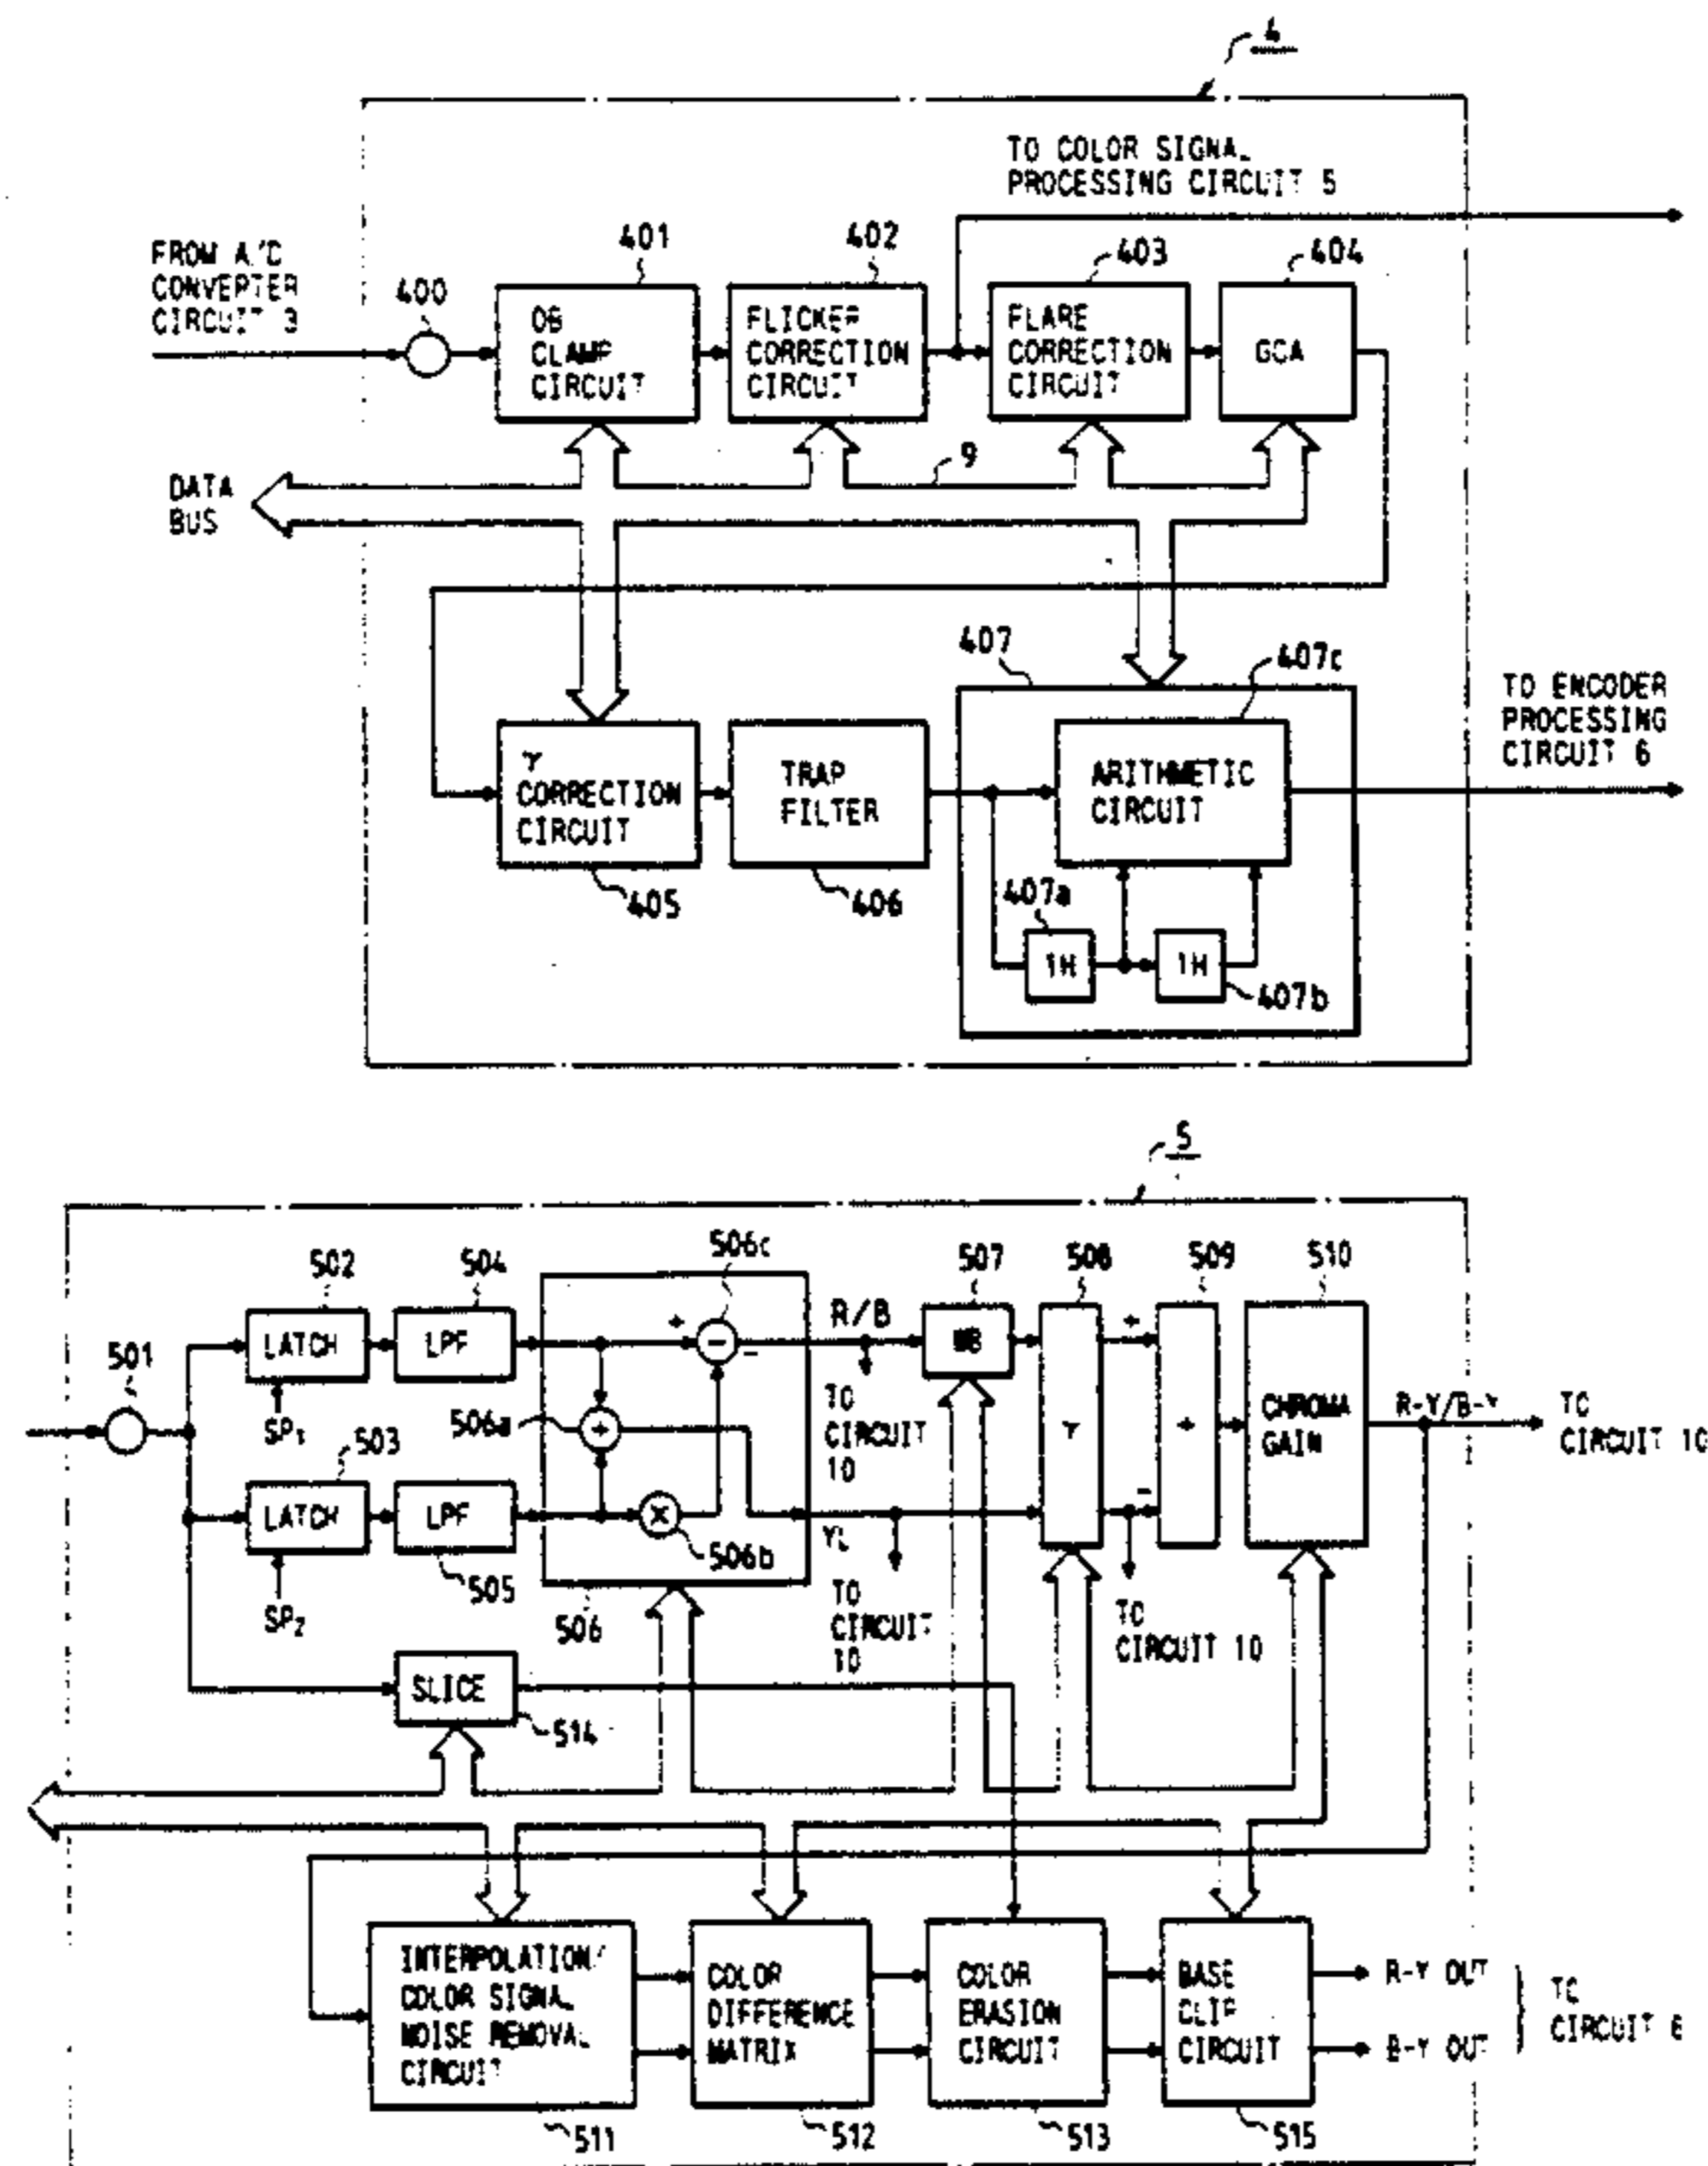 4
TO COLOR SIGNAL
PROCESSING CIRCUIT 5
FROM A/D
CONVERTER
CIRCUIT 3
400
401
402
403
404
OB
CLAMP
CIRCUIT
FLICKER
CORRECTION
CIRCUIT
FLARE
CORRECTION
CIRCUIT
GCA
9
DATA
BUS
407
407c
TO ENCODER
PROCESSING
CIRCUIT 6
γ
CORRECTION
CIRCUIT
TRAP
FILTER
ARITHMETIC
CIRCUIT
405
406
407a
1H
1H
407b
5
502
504
506c
507
508
509
510
501
LATCH
LPF
+
−
-
R/B
WB
+
SP1
503
506a
+
TO
CIRCUIT
10
γ
+
CHROMA
GAIN
R-Y/B-Y
TO
CIRCUIT 10
LATCH
LPF
×
506b
YL
-
SP2
505
506
TO
CIRCUIT
10
TO
CIRCUIT 10
SLICE
514
INTERPOLATION/
COLOR SIGNAL
NOISE REMOVAL
CIRCUIT
COLOR
DIFFERENCE
MATRIX
COLOR
ERASION
CIRCUIT
BASE
CLIP
CIRCUIT
R-Y OUT
B-Y OUT
TO
CIRCUIT 6
511
512
513
515